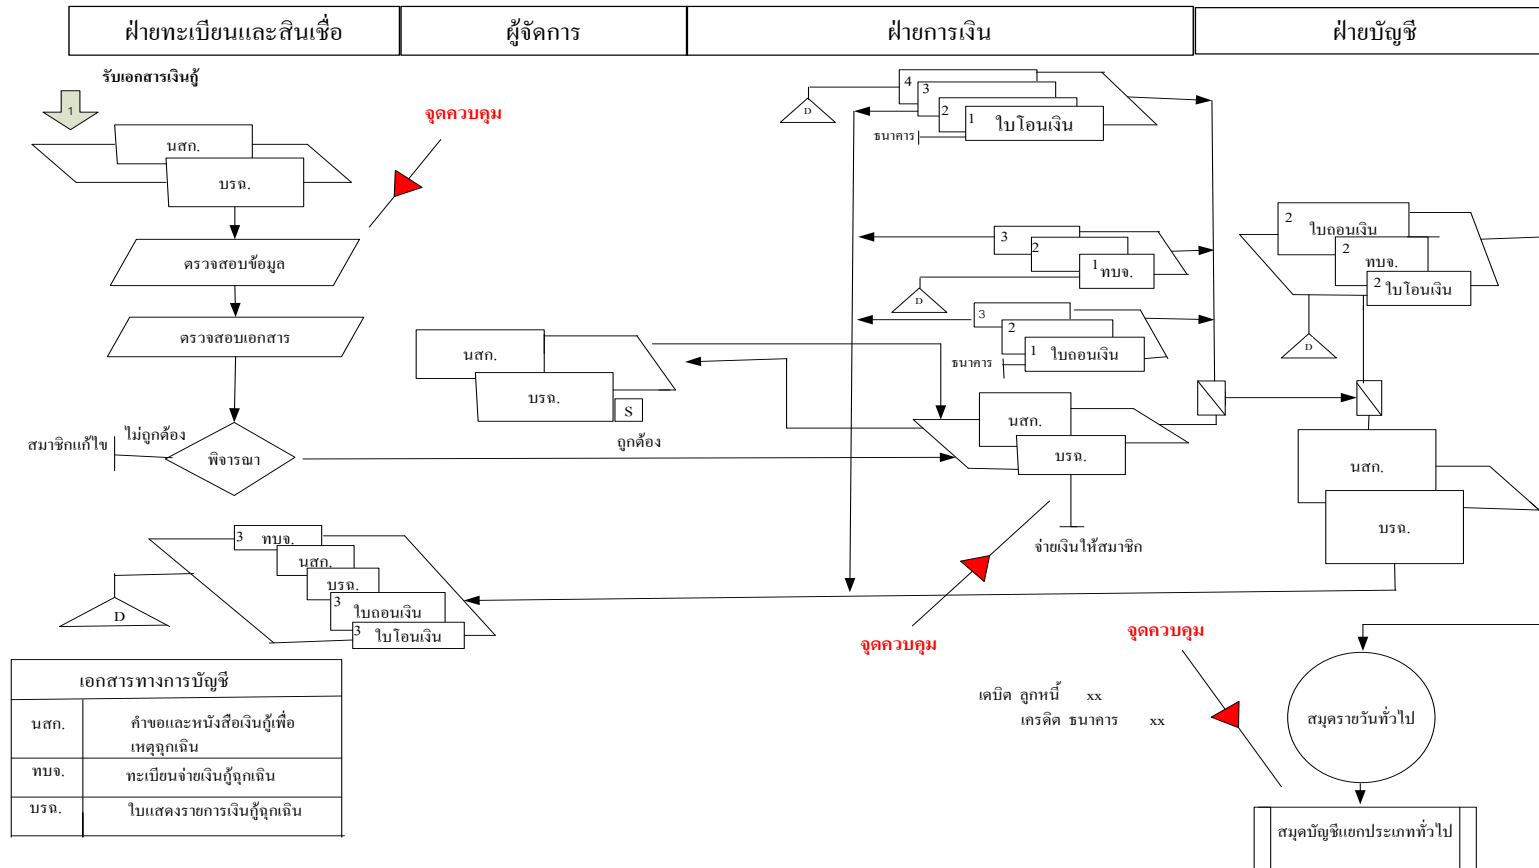 ฝ่ายทะเบียนและสินเชื่อ
ผู้จัดการ
ฝ่ายการเงิน
ฝ่ายบัญชี
รับเอกสารเงินกู้
1
นสก.
บรฉ.
จุดควบคุม
ตรวจสอบข้อมูล
ตรวจสอบเอกสาร
พิจารณา
ไม่ถูกต้อง
สมาชิกแก้ไข
ถูกต้อง
นสก.
บรฉ.
S
D
4
3
2
1
ใบโอนเงิน
ธนาคาร
3
2
1
ทบจ.
D
3
2
1
ใบถอนเงิน
ธนาคาร
นสก.
บรฉ.
จ่ายเงินให้สมาชิก
จุดควบคุม
2
ใบถอนเงิน
2
ทบจ.
2
ใบโอนเงิน
D
นสก.
บรฉ.
3
ทบจ.
นสก.
บรฉ.
3
ใบถอนเงิน
3
ใบโอนเงิน
D
จุดควบคุม
เดบิต ลูกหนี้ xx
เครดิต ธนาคาร xx
สมุดรายวันทั่วไป
สมุดบัญชีแยกประเภททั่วไป
เอกสารทางการบัญชี
นสก. คำขอและหนังสือเงินกู้เพื่อ
เหตุฉุกเฉิน
ทบจ. ทะเบียนจ่ายเงินกู้ฉุกเฉิน
บรฉ. ใบแสดงรายการเงินกู้ฉุกเฉิน